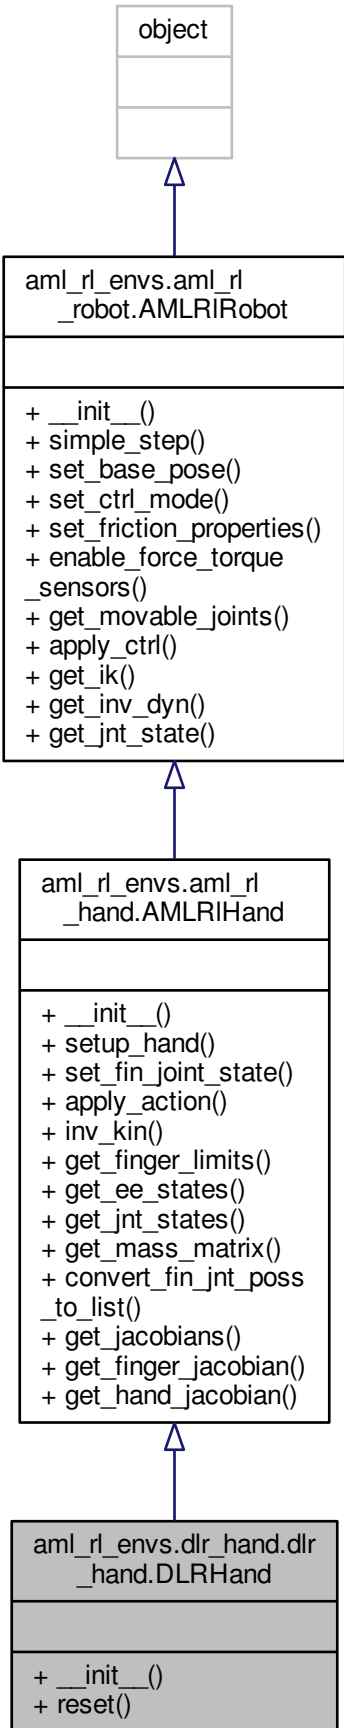 object
aml_rl_envs.aml_rl
_robot.AMLRlRobot
+ __init__()
+ simple_step()
+ set_base_pose()
+ set_ctrl_mode()
+ set_friction_properties()
+ enable_force_torque
_sensors()
+ get_movable_joints()
+ apply_ctrl()
+ get_ik()
+ get_inv_dyn()
+ get_jnt_state()
aml_rl_envs.aml_rl
_hand.AMLRlHand
+ __init__()
+ setup_hand()
+ set_fin_joint_state()
+ apply_action()
+ inv_kin()
+ get_finger_limits()
+ get_ee_states()
+ get_jnt_states()
+ get_mass_matrix()
+ convert_fin_jnt_poss
_to_list()
+ get_jacobians()
+ get_finger_jacobian()
+ get_hand_jacobian()
aml_rl_envs.dlr_hand.dlr
_hand.DLRHand
+ __init__()
+ reset()